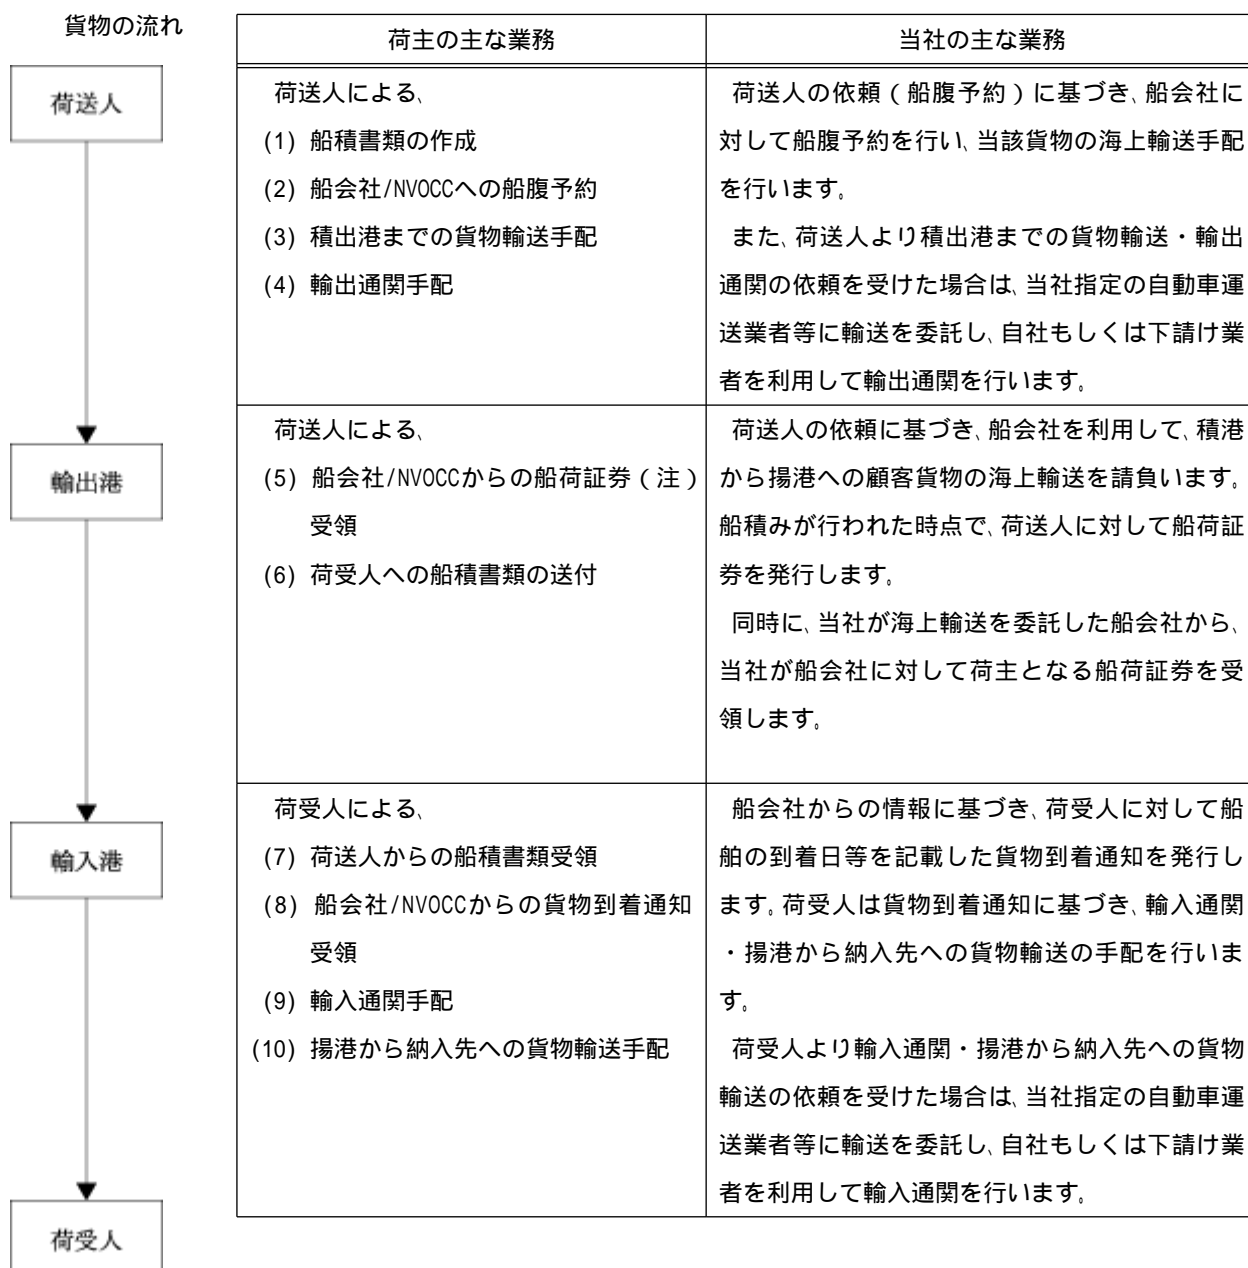 貨物の流れ
荷送人
輸出港
輸入港
荷受人
荷主の主な業務
当社の主な業務
荷送人による、
(1) 船積書類の作成
(2) 船会社/NVOCCへの船腹予約
(3) 積出港までの貨物輸送手配
(4) 輸出通関手配
荷送人の依頼（船腹予約）に基づき、船会社に
対して船腹予約を行い、当該貨物の海上輸送手配
を行います。
また、荷送人より積出港までの貨物輸送・輸出
通関の依頼を受けた場合は、当社指定の自動車運
送業者等に輸送を委託し、自社もしくは下請け業
者を利用して輸出通関を行います。
荷送人による、
(5) 船会社/NVOCCからの船荷証券（注）
受領
(6) 荷受人への船積書類の送付
荷送人の依頼に基づき、船会社を利用して、積港
から揚港への顧客貨物の海上輸送を請負います。
船積みが行われた時点で、荷送人に対して船荷証
券を発行します。
同時に、当社が海上輸送を委託した船会社から、
当社が船会社に対して荷主となる船荷証券を受
領します。
荷受人による、
(7) 荷送人からの船積書類受領
(8) 船会社/NVOCCからの貨物到着通知
受領
(9) 輸入通関手配
(10) 揚港から納入先への貨物輸送手配
船会社からの情報に基づき、荷受人に対して船
舶の到着日等を記載した貨物到着通知を発行し
ます。荷受人は貨物到着通知に基づき、輸入通関
・揚港から納入先への貨物輸送の手配を行いま
す。
荷受人より輸入通関・揚港から納入先への貨物
輸送の依頼を受けた場合は、当社指定の自動車運
送業者等に輸送を委託し、自社もしくは下請け業
者を利用して輸入通関を行います。